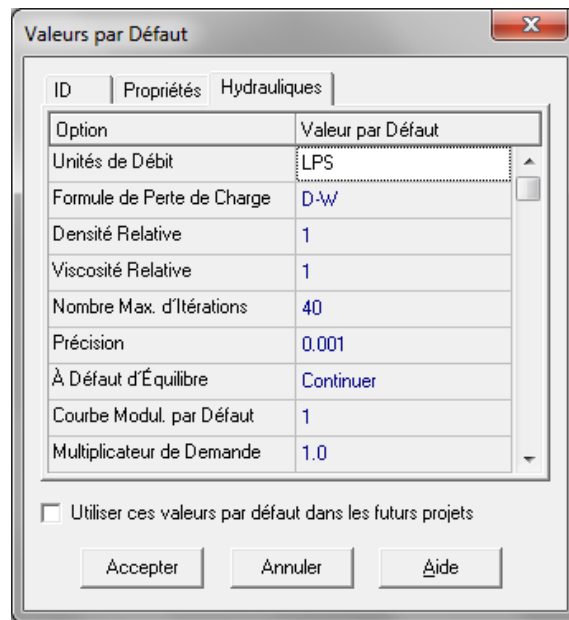 Valeurs par Défaut
ID Propriétés Hydrauliques
Option Valeur par Défaut
Unités de Débit LPS
Formule de Perte de Charge D-W
Densité Relative 1
Viscosité Relative 1
Nombre Max. d´Itérations 40
Précision 0.001
À Défaut d´Équilibre Continuer
Courbe Modul. par Défaut 1
Multiplicateur de Demande 1.0
Utiliser ces valeurs par défaut dans les futurs projets
Accepter Annuler Aide